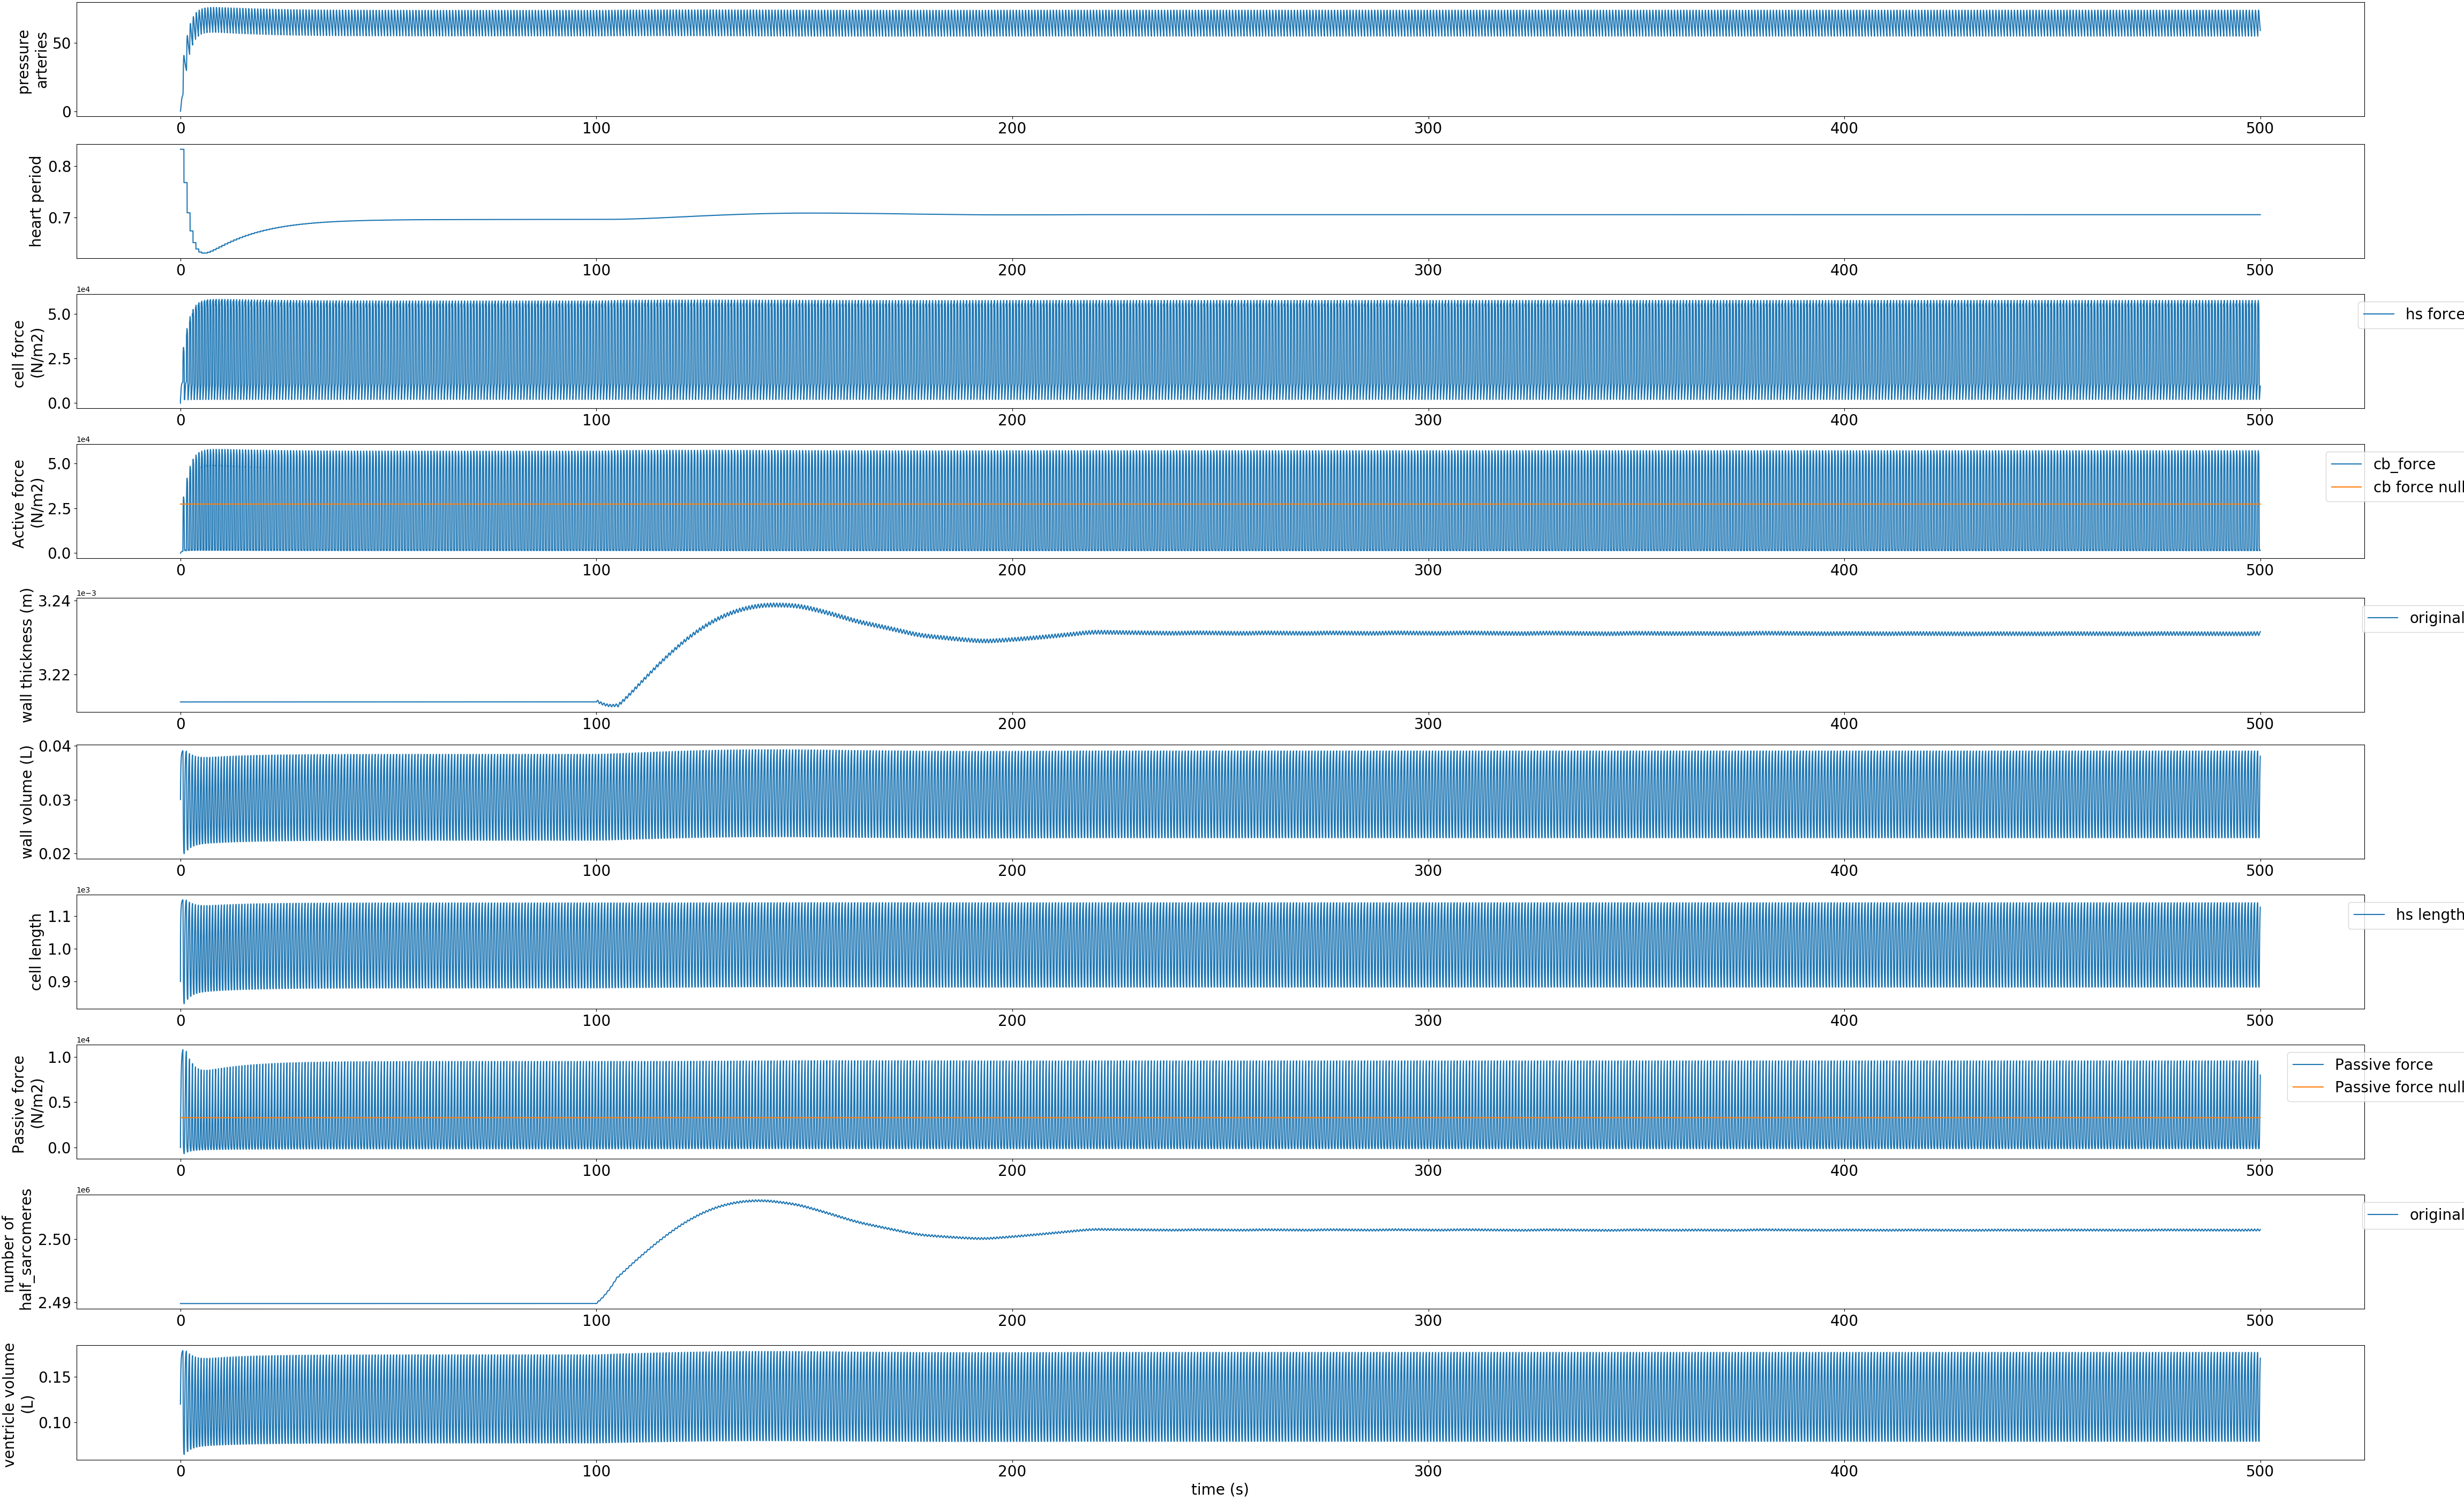 pressure
arteries
50
0
0 100 200 300 400 500
heart period
0.8
0.7
0 100 200 300 400 500
1e4
cell force
(N/m2)
5.0
2.5
0.0
hs force
0 100 200 300 400 500
1e4
Active force
(N/m2)
5.0
2.5
0.0
cb_force
cb force null
0 100 200 300 400 500
1e−3
wall thickness (m)
3.24
3.22
original
0 100 200 300 400 500
wall volume (L)
0.04
0.03
0.02
0 100 200 300 400 500
1e3
cell length
1.1
1.0
0.9
hs length
0 100 200 300 400 500
1e4
Passive force
(N/m2)
1.0
0.5
0.0
Passive force
Passive force null
0 100 200 300 400 500
1e6
number of
half_sarcomeres
2.50
2.49
original
0 100 200 300 400 500
ventricle volume
(L)
0.15
0.10
0 100 200 300 400 500
time (s)